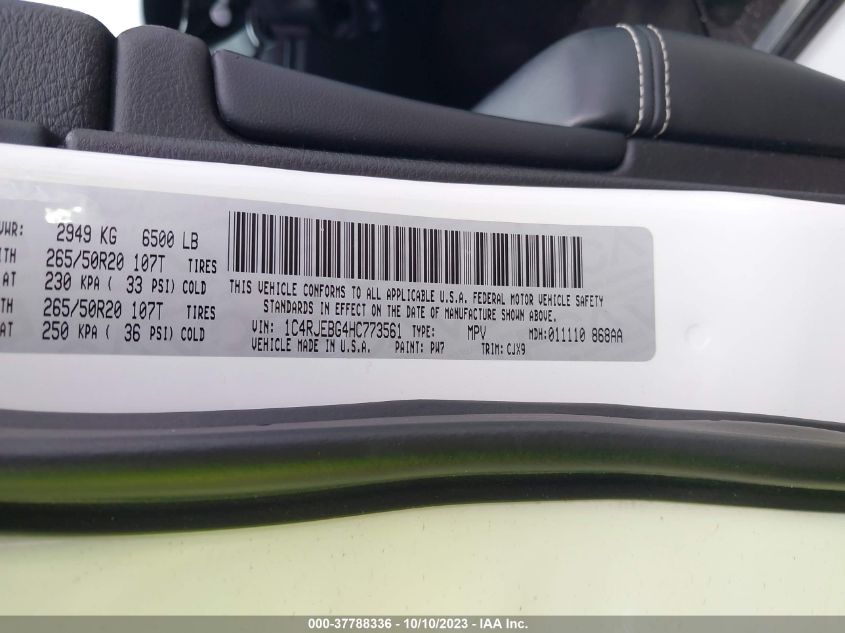 VWR: 2949 KG 6500 LB
ITH 265/50R20 107T TIRES
AT 230 KPA ( 33 PSI) COLD
TH 265/50R20 107T TIRES
AT 250 KPA ( 36 PSI) COLD
THIS VEHICLE CONFORMS TO ALL APPLICABLE U.S.A. FEDERAL MOTOR VEHICLE SAFETY
STANDARDS IN EFFECT ON THE DATE OF MANUFACTURE SHOWN ABOVE.
VIN: 1C4RJEBG4HC773561 TYPE: MPV MDH:011110 868AA
VEHICLE MADE IN U.S.A. PAINT: PW7 TRIM: CJX9
000-37788336 - 10/10/2023 - IAA Inc.